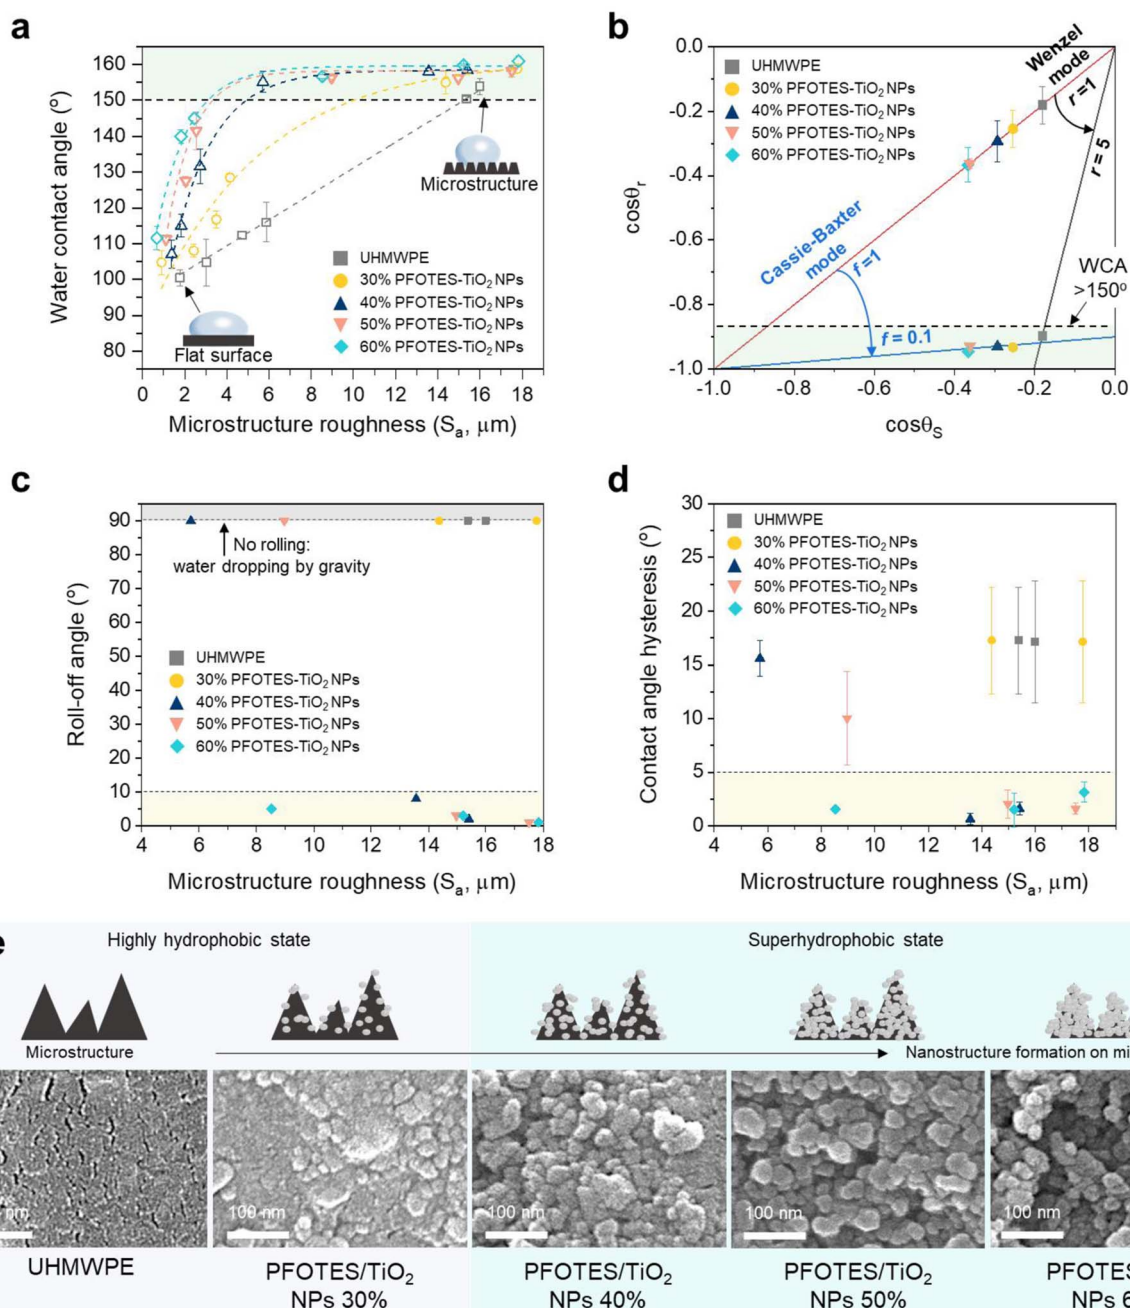 a
Water contact angle (º)
160
150
140
130
120
110
100
90
80
0 2 4 6 8 10 12 14 16 18
Microstructure roughness (Sₐ, μm)
Microstructure
Flat surface
UHMWPE
30% PFOTES-TiO₂ NPs
40% PFOTES-TiO₂ NPs
50% PFOTES-TiO₂ NPs
60% PFOTES-TiO₂ NPs
b
cosθᵣ
0.0
-0.2
-0.4
-0.6
-0.8
-1.0
-1.0 -0.8 -0.6 -0.4 -0.2 0.0
cosθ_S
UHMWPE
30% PFOTES-TiO₂ NPs
40% PFOTES-TiO₂ NPs
50% PFOTES-TiO₂ NPs
60% PFOTES-TiO₂ NPs
Wenzel
mode
r=1
r = 5
Cassie-Baxter
mode
f=1
f = 0.1
WCA
>150º
c
Roll-off angle (º)
90
80
70
60
50
40
30
20
10
0
4 6 8 10 12 14 16 18
Microstructure roughness (Sₐ, μm)
No rolling:
water dropping by gravity
UHMWPE
30% PFOTES-TiO₂ NPs
40% PFOTES-TiO₂ NPs
50% PFOTES-TiO₂ NPs
60% PFOTES-TiO₂ NPs
d
Contact angle hysteresis (º)
30
25
20
15
10
5
0
4 6 8 10 12 14 16 18
Microstructure roughness (Sₐ, μm)
UHMWPE
30% PFOTES-TiO₂ NPs
40% PFOTES-TiO₂ NPs
50% PFOTES-TiO₂ NPs
60% PFOTES-TiO₂ NPs
e
Highly hydrophobic state
Superhydrophobic state
Microstructure
Nanostructure formation on mi
nm
100 nm
100 nm
100 nm
100 nm
UHMWPE
PFOTES/TiO₂
NPs 30%
PFOTES/TiO₂
NPs 40%
PFOTES/TiO₂
NPs 50%
PFOTES
NPs 6